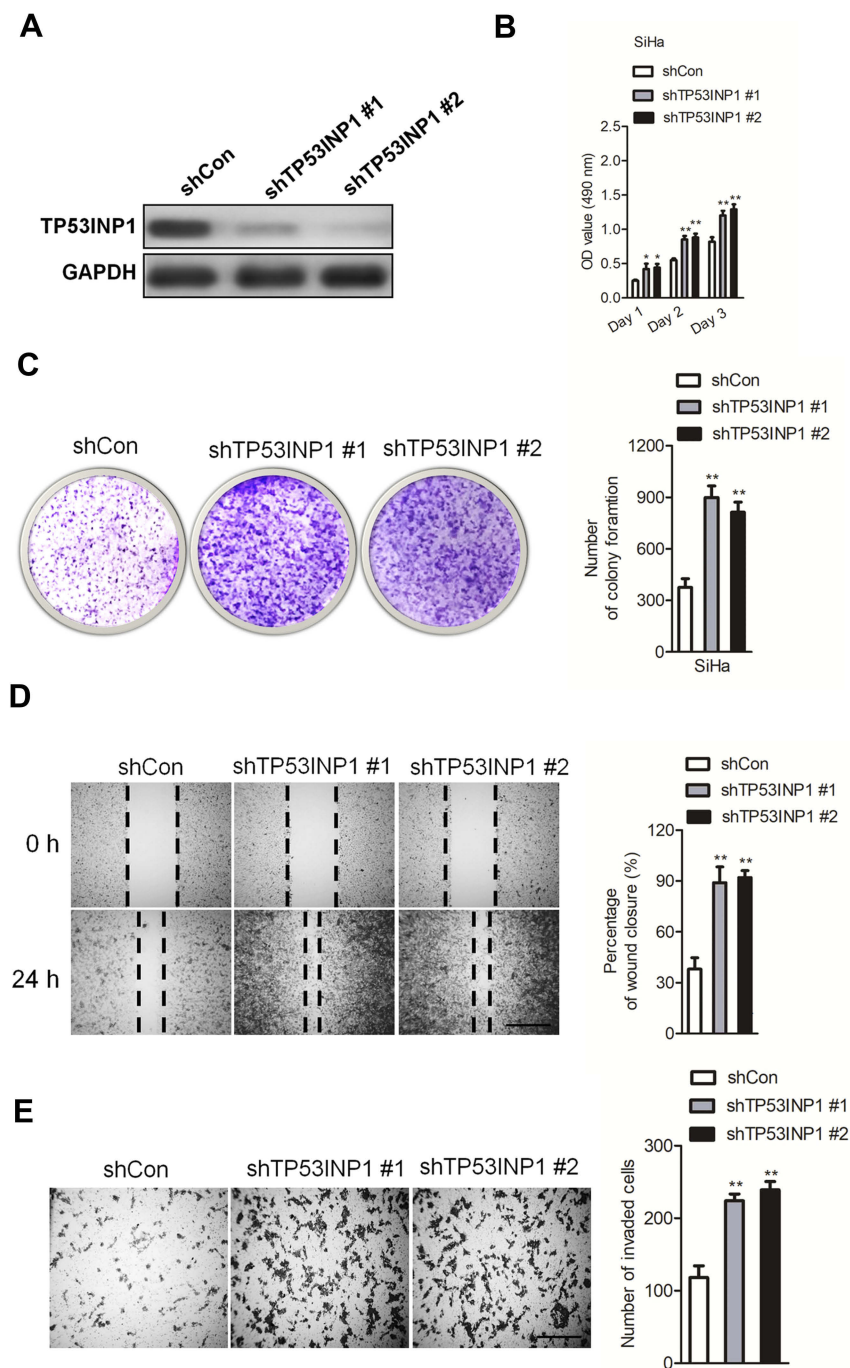 A
shCon
shTP53INP1 #1
shTP53INP1 #2
TP53INP1
GAPDH
B
SiHa
shCon
shTP53INP1 #1
shTP53INP1 #2
OD value (490 nm)
2.5
2.0
1.5
1.0
0.5
0.0
* * ** ** ** **
Day 1 Day 2 Day 3
C
shCon shTP53INP1 #1 shTP53INP1 #2
shCon
shTP53INP1 #1
shTP53INP1 #2
Number
of colony foramtion
1200
900
600
300
0
** **
SiHa
D
shCon shTP53INP1 #1 shTP53INP1 #2
0 h
24 h
shCon
shTP53INP1 #1
shTP53INP1 #2
Percentage
of wound closure (%)
120
90
60
30
0
** **
E
shCon shTP53INP1 #1 shTP53INP1 #2
shCon
shTP53INP1 #1
shTP53INP1 #2
Number of invaded cells
300
200
100
0
** **